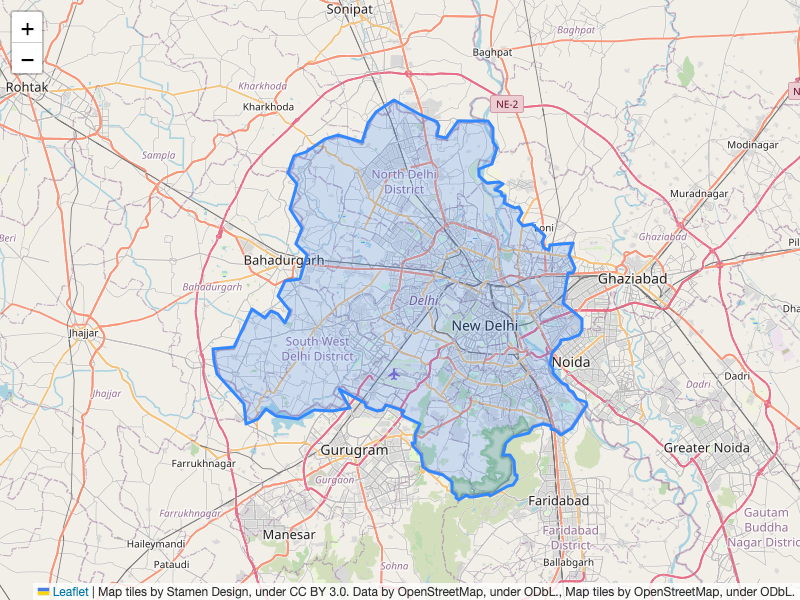 Sonipat
+
−
Baghpat
Baghpat
Rohtak
Kharkhoda
Kharkhoda
NE-2
N
Modinagar
Sampla
North Delhi
District
Muradnagar
Loni
Beri
Ghaziabad
Pil
Bahadurgarh
Ghaziabad
Bahadurgarh
Delhi
Dha
New Delhi
Jhajjar
South West
Delhi District
Noida
Dadri
Dadri
Jhajjar
Gurugram
Greater Noida
Farrukhnagar
Gurgaon
Faridabad
Farrukhnagar
Gautam
Buddha
Nagar Distric
Manesar
Faridabad
District
Haileymandi
Pataudi
Sohna
Ballabgarh
Leaflet | Map tiles by Stamen Design, under CC BY 3.0. Data by OpenStreetMap, under ODbL., Map tiles by OpenStreetMap, under ODbL.